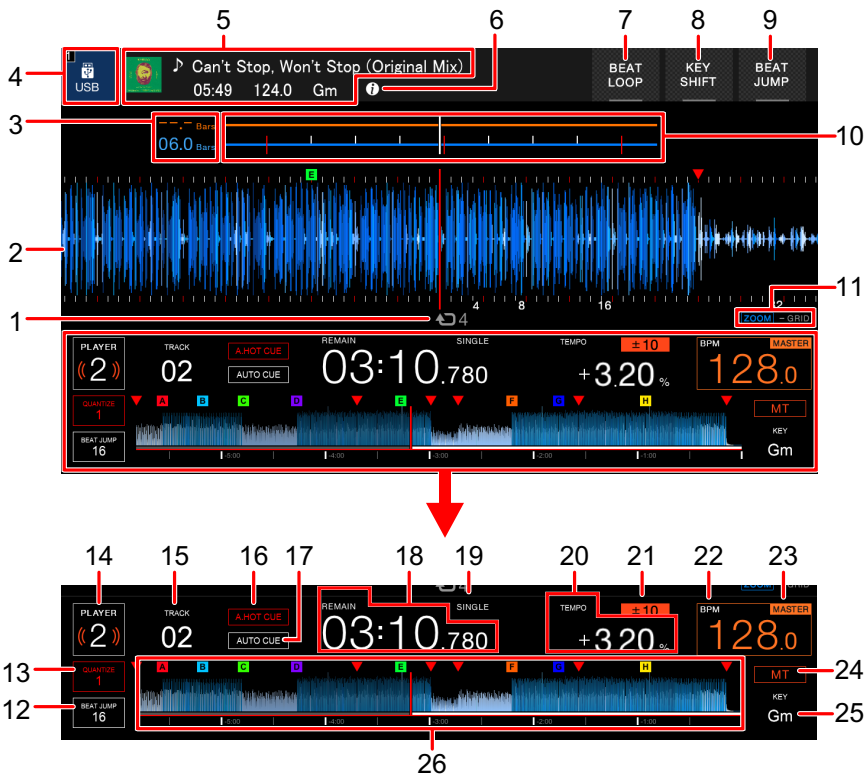 5 6 7 8 9
4
1
USB
♪ Can't Stop, Won't Stop (Original Mix)
05:49 124.0 Gm i
BEAT LOOP
KEY SHIFT
BEAT JUMP
3
--.- Bars
06.0 Bars
10
E
2
11
4 8 16 32
1
4
ZOOM - GRID
PLAYER
2
TRACK
02
A.HOT CUE
AUTO CUE
REMAIN SINGLE
03:10.780
TEMPO ±10
+3.20 %
BPM MASTER
128.0
QUANTIZE
1
BEAT JUMP
16
A B C D E F G H
-5:00 -4:00 -3:00 -2:00 -1:00
MT
KEY
Gm
14 15 16 17 18 19 20 21 22 23
4
ZOOM - GRID
PLAYER
2
TRACK
02
A.HOT CUE
AUTO CUE
REMAIN SINGLE
03:10.780
TEMPO ±10
+3.20 %
BPM MASTER
128.0
13
QUANTIZE
1
12
BEAT JUMP
16
A B C D E F G H
-5:00 -4:00 -3:00 -2:00 -1:00
MT
24
KEY
Gm
25
26